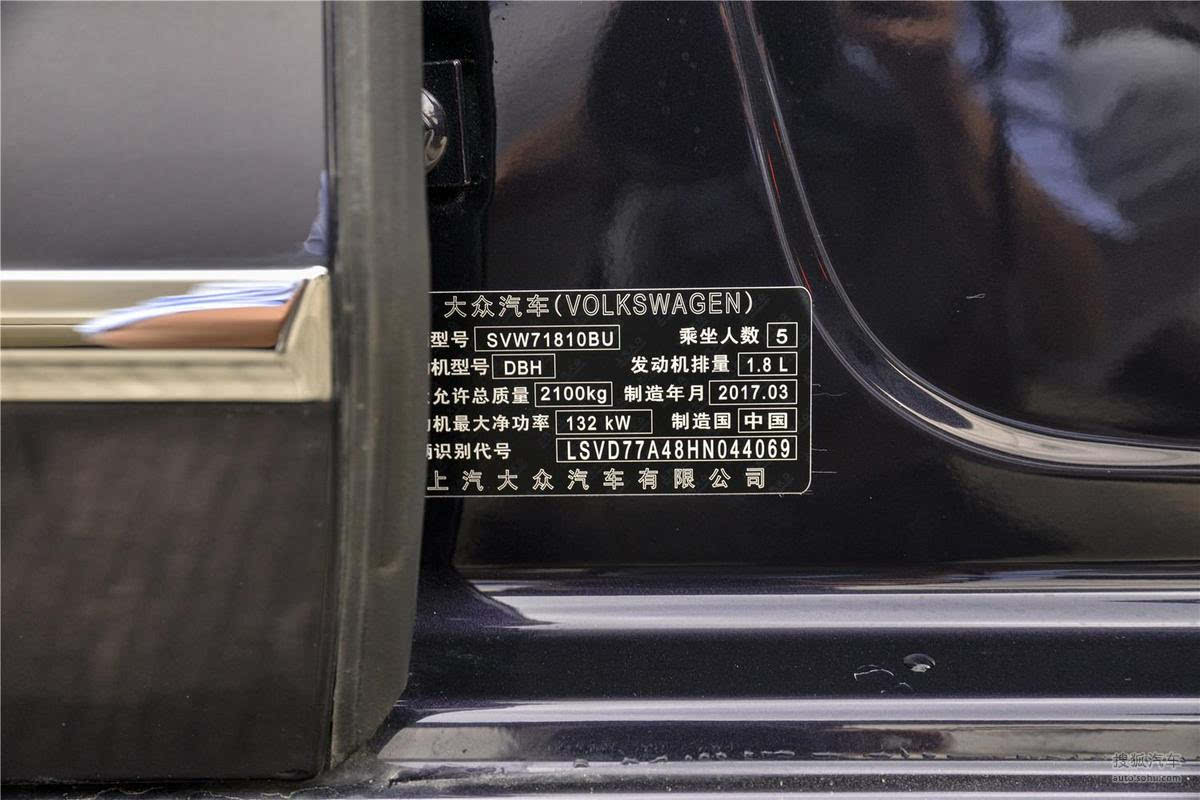 大众汽车(VOLKSWAGEN)
型号 SVW71810BU 乘坐人数 5
机型号 DBH 发动机排量 1.8 L
允许总质量 2100kg 制造年月 2017.03
机最大净功率 132 kW 制造国 中国
辆识别代号 LSVD77A48HN044069
上汽大众汽车有限公司
搜狐汽车
auto.sohu.com